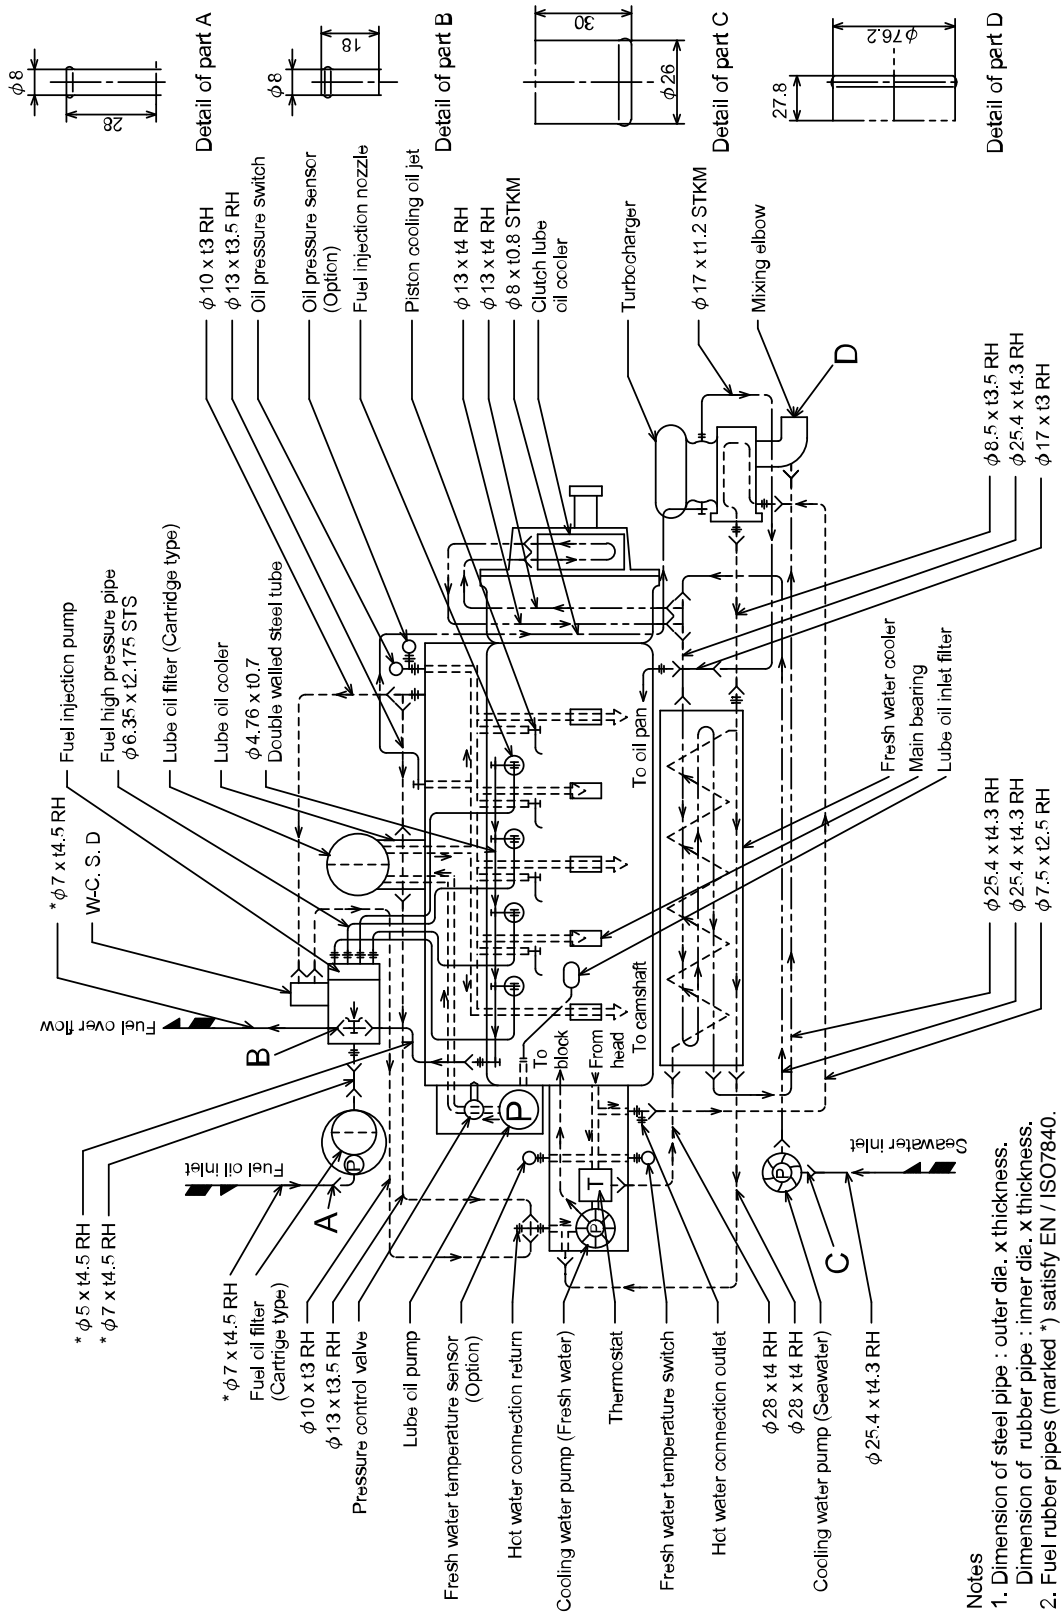 φ8
28
Detail of part A
φ8
18
Detail of part B
30
φ26
Detail of part C
φ76.2
27.8
Detail of part D
φ10 x t3 RH
φ13 x t3.5 RH
Oil pressure switch
Oil pressure sensor
(Option)
Fuel injection nozzle
Piston cooling oil jet
φ13 x t4 RH
φ13 x t4 RH
φ8 x t0.8 STKM
Clutch lube
oil cooler
Turbocharger
φ17 x t1.2 STKM
Mixing elbow
D
φ8.5 x t3.5 RH
φ25.4 x t4.3 RH
φ17 x t3 RH
* φ7 x t4.5 RH
W-C. S. D
Fuel injection pump
Fuel high pressure pipe
φ6.35 x t2.175 STS
Lube oil filter (Cartridge type)
Lube oil cooler
φ4.76 x t0.7
Double walled steel tube
Fuel over flow
B
To oil pan
To camshaft
To
block
From
head
P
T
P
P
P
Fuel oil inlet
A
Fresh water cooler
Main bearing
Lube oil inlet filter
φ25.4 x t4.3 RH
φ25.4 x t4.3 RH
φ7.5 x t2.5 RH
Seawater inlet
C
* φ5 x t4.5 RH
* φ7 x t4.5 RH
* φ7 x t4.5 RH
Fuel oil filter
(Cartrige type)
φ10 x t3 RH
φ13 x t3.5 RH
Pressure control valve
Lube oil pump
Fresh water temperature sensor
(Option)
Hot water connection return
Cooling water pump (Fresh water)
Thermostat
Fresh water temperature switch
Hot water connection outlet
φ28 x t4 RH
φ28 x t4 RH
Cooling water pump (Seawater)
φ25.4 x t4.3 RH
Notes
1. Dimension of steel pipe : outer dia. x thickness.
Dimension of rubber pipe : inner dia. x thickness.
2. Fuel rubber pipes (marked *) satisfy EN / ISO7840.